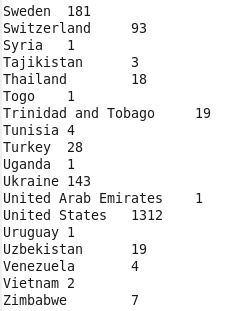 Sweden	181
Switzerland	93
Syria	1
Tajikistan	3
Thailand	18
Togo	1
Trinidad and Tobago	19
Tunisia	4
Turkey	28
Uganda	1
Ukraine	143
United Arab Emirates	1
United States	1312
Uruguay	1
Uzbekistan	19
Venezuela	4
Vietnam	2
Zimbabwe	7